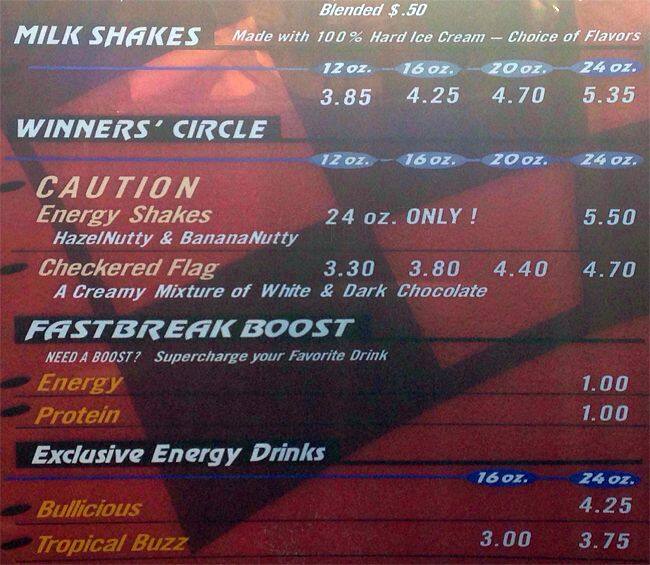 Blended $.50
MILK SHAKES Made with 100% Hard Ice Cream — Choice of Flavors
12 oz. 16 oz. 20 oz. 24 oz.
3.85 4.25 4.70 5.35
WINNERS' CIRCLE
12 oz. 16 oz. 20 oz. 24 oz.
CAUTION
Energy Shakes 24 oz. ONLY ! 5.50
HazelNutty & BananaNutty
Checkered Flag 3.30 3.80 4.40 4.70
A Creamy Mixture of White & Dark Chocolate
FASTBREAK BOOST
NEED A BOOST? Supercharge your Favorite Drink
Energy 1.00
Protein 1.00
Exclusive Energy Drinks
16 oz. 24 oz.
Bullicious 4.25
Tropical Buzz 3.00 3.75